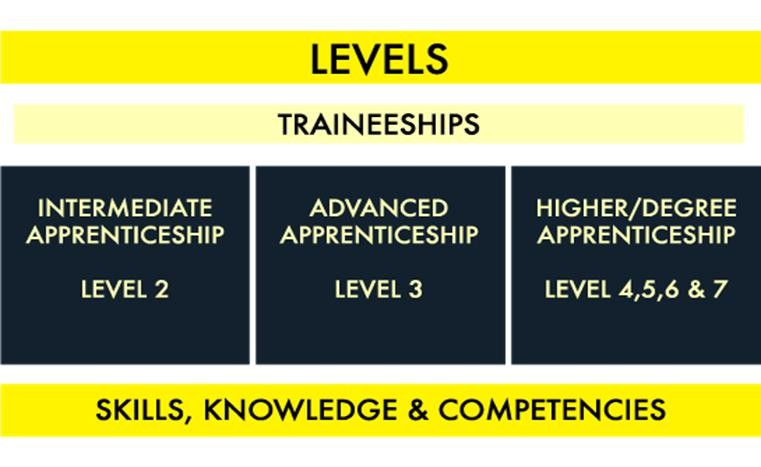 LEVELS
TRAINEESHIPS
INTERMEDIATE
APPRENTICESHIP
LEVEL 2
ADVANCED
APPRENTICESHIP
LEVEL 3
HIGHER/DEGREE
APPRENTICESHIP
LEVEL 4,5,6 & 7
SKILLS, KNOWLEDGE & COMPETENCIES